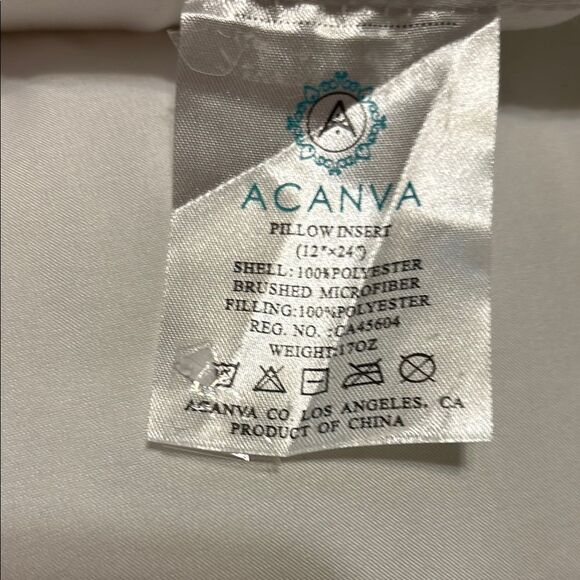 A
ACANVA
PILLOW INSERT
(12"×24")
SHELL:100%POLYESTER
BRUSHED MICROFIBER
FILLING:100%POLYESTER
REG. NO. :CA45604
WEIGHT:17OZ
ACANVA CO. LOS ANGELES, CA
PRODUCT OF CHINA